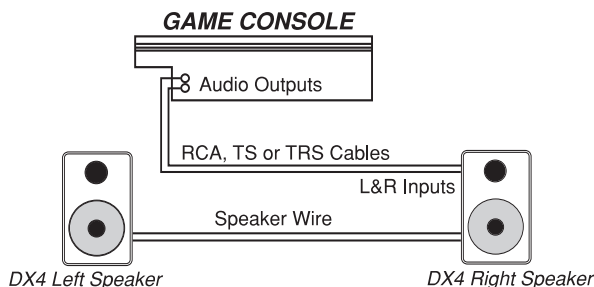 GAME CONSOLE
Audio Outputs
RCA, TS or TRS Cables
L&R Inputs
Speaker Wire
DX4 Left Speaker
DX4 Right Speaker